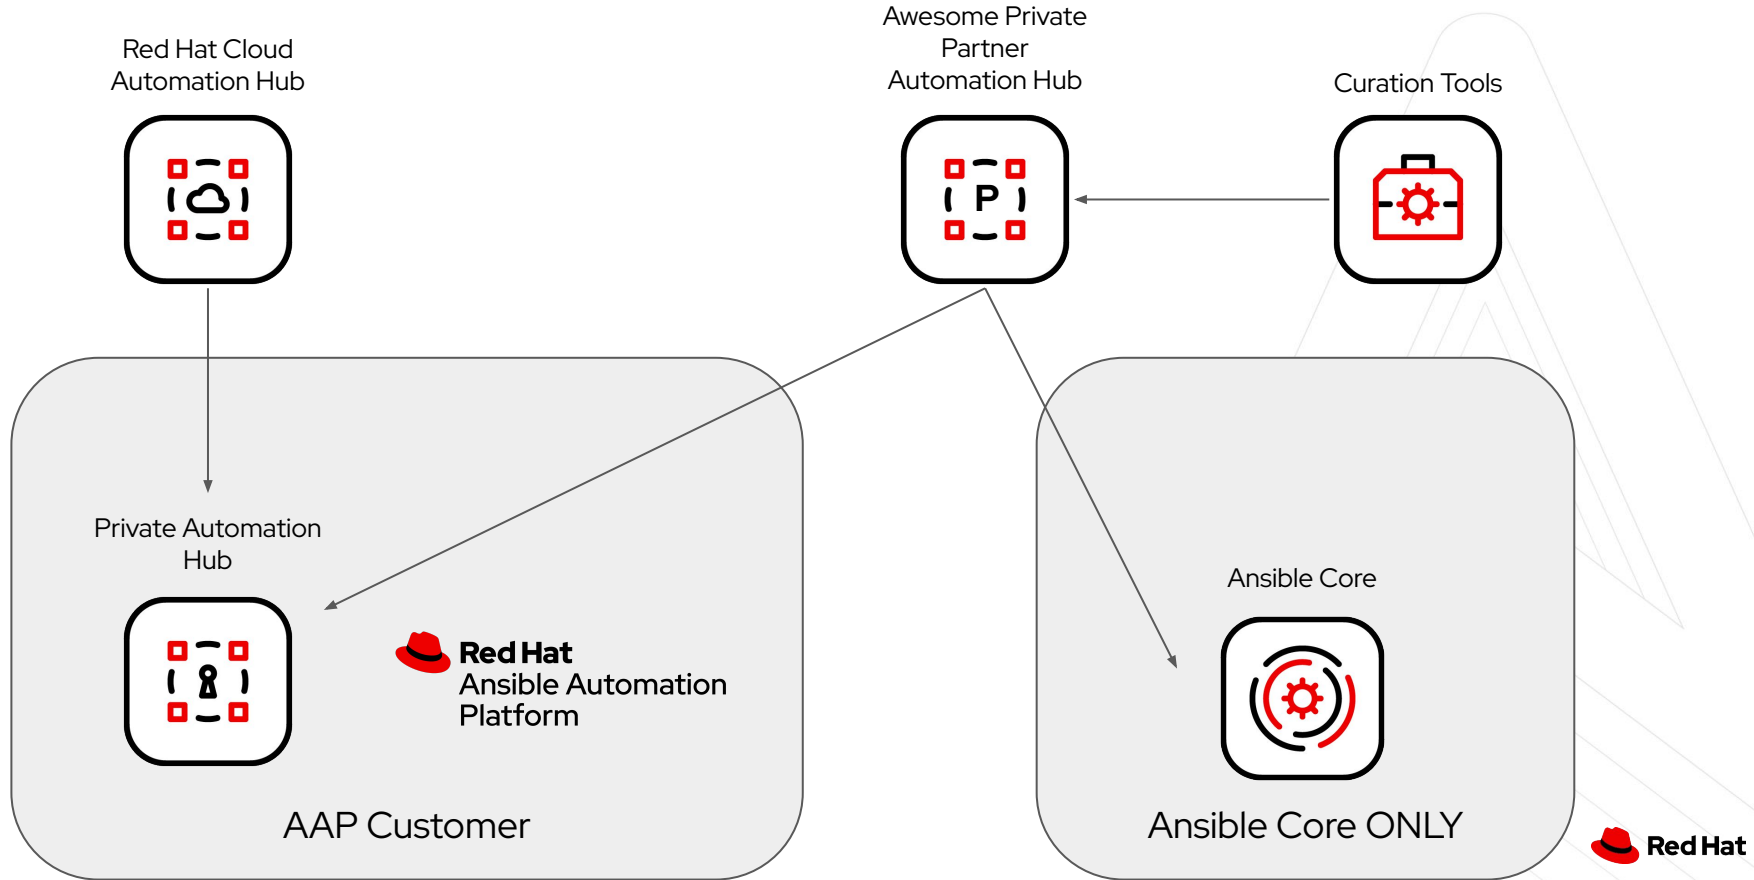 Red Hat Cloud
Automation Hub
Awesome Private
Partner
Automation Hub
Curation Tools
P
Private Automation
Hub
Ansible Core
Red Hat
Ansible Automation
Platform
AAP Customer
Ansible Core ONLY
Red Hat